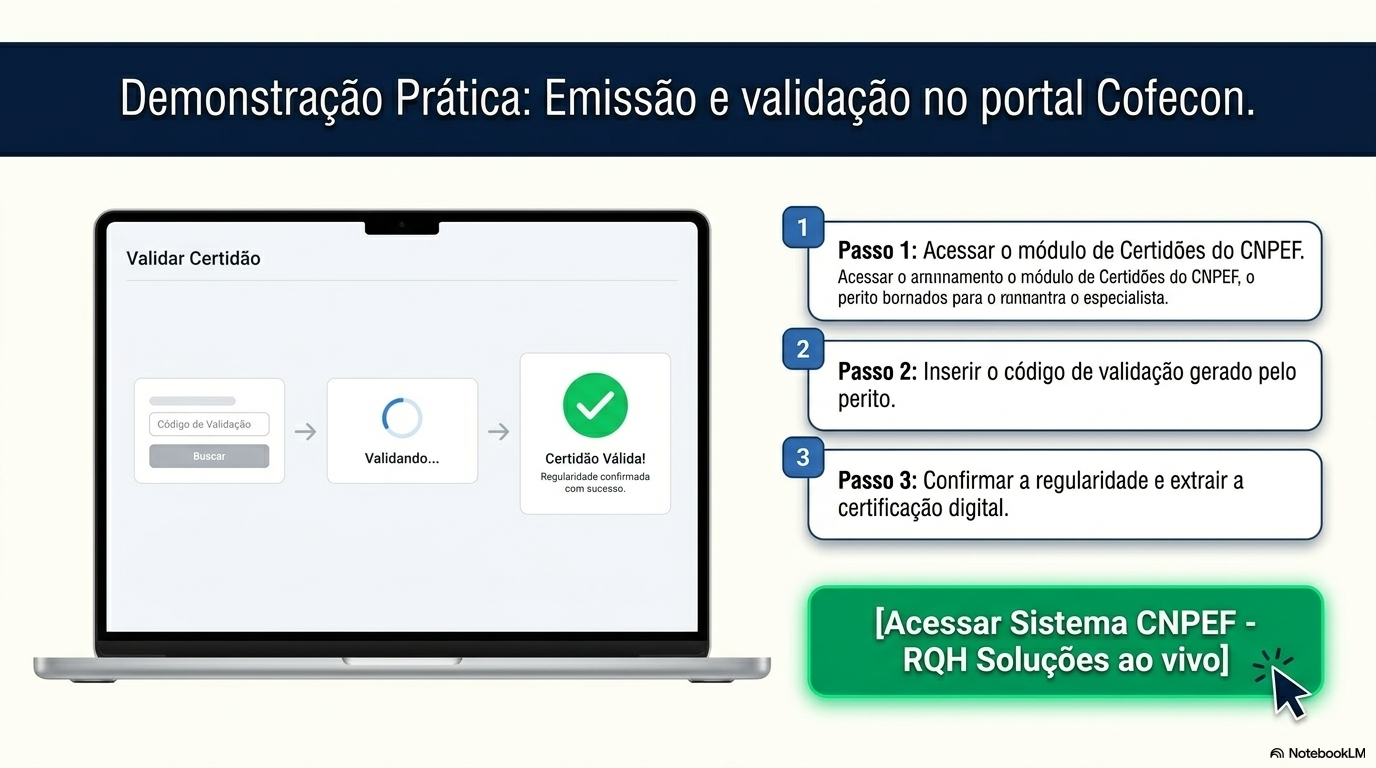 Demonstração Prática: Emissão e validação no portal Cofecon.
Validar Certidão
Código de Validação
Buscar
Validando...
Certidão Válida!
Regularidade confirmada
com sucesso.
1
Passo 1: Acessar o módulo de Certidões do CNPEF.
Acessar o o módulo de Certidões do CNPEF, o
perito bornados para o o especialista.
2
Passo 2: Inserir o código de validação gerado pelo
perito.
3
Passo 3: Confirmar a regularidade e extrair a
certificação digital.
[Acessar Sistema CNPEF -
RQH Soluções ao vivo]
NotebookLM